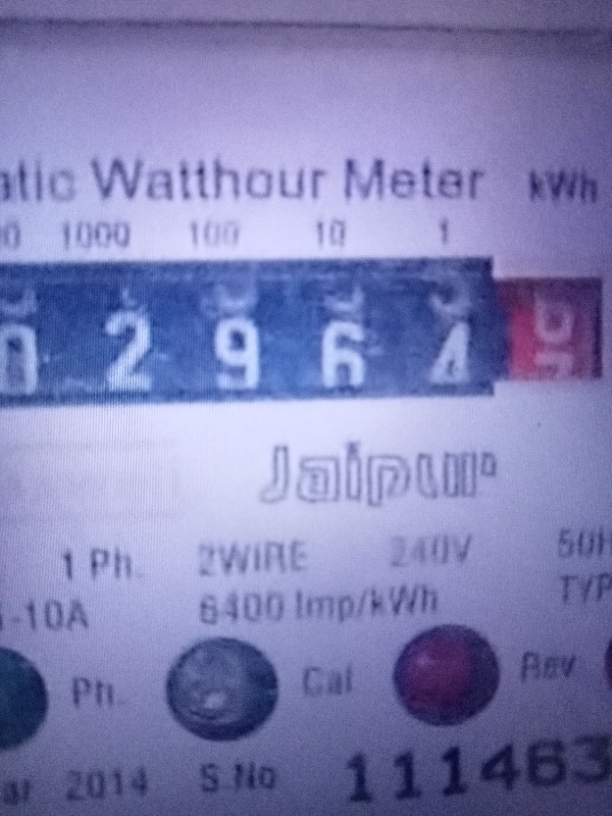 atic Watthour Meter kWh
0 1000 100 10 1
0 2 9 6 4
Jaipur
1 Ph. 2WIRE 240V 50H
-10A 6400 Imp/kWh TYP
Ph. Cal Rev
ar 2014 S.No 111463